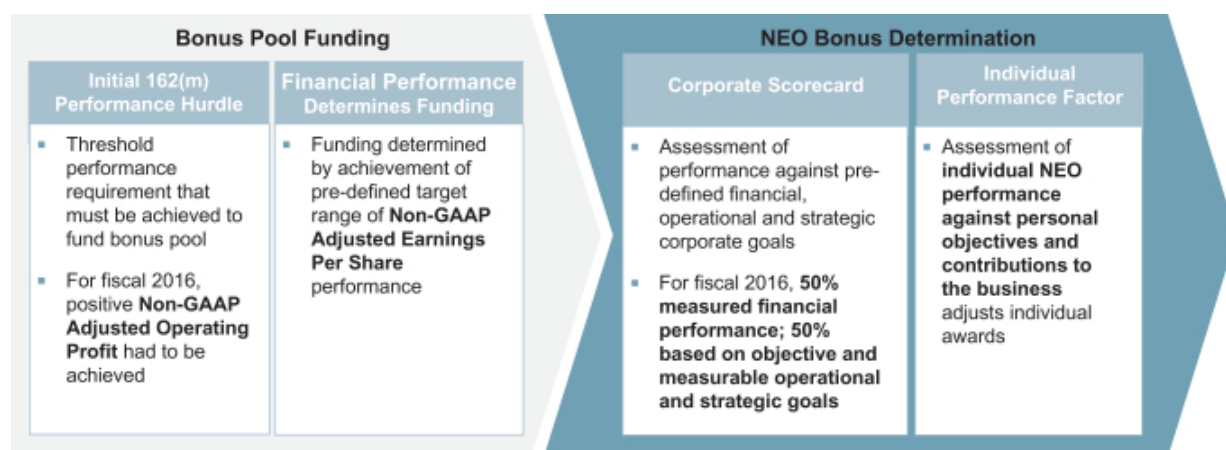 Bonus Pool Funding
Initial 162(m)
Performance Hurdle
▪ Threshold
performance
requirement that
must be achieved to
fund bonus pool
▪ For fiscal 2016,
positive Non-GAAP
Adjusted Operating
Profit had to be
achieved
Financial Performance
Determines Funding
▪ Funding determined
by achievement of
pre-defined target
range of Non-GAAP
Adjusted Earnings
Per Share
performance
NEO Bonus Determination
Corporate Scorecard
▪ Assessment of
performance against pre-
defined financial,
operational and strategic
corporate goals
▪ For fiscal 2016, 50%
measured financial
performance; 50%
based on objective and
measurable operational
and strategic goals
Individual
Performance Factor
▪ Assessment of
individual NEO
performance
against personal
objectives and
contributions to
the business
adjusts individual
awards